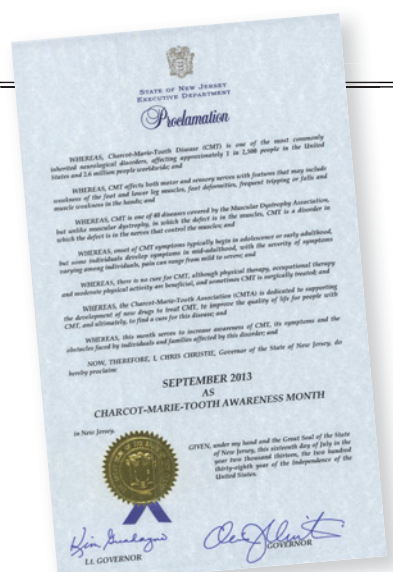 STATE OF NEW JERSEY
EXECUTIVE DEPARTMENT
Proclamation
WHEREAS, Charcot-Marie-Tooth Disease (CMT) is one of the most commonly
inherited neurological disorders, affecting approximately 1 in 2,500 people in the United
States and 2.6 million people worldwide; and
WHEREAS, CMT affects both motor and sensory nerves with features that may include
weakness of the foot and lower leg muscles, foot deformities, frequent tripping or falls and
muscle weakness in the hands; and
WHEREAS, CMT is one of 40 diseases covered by the Muscular Dystrophy Association,
but unlike muscular dystrophy, in which the defect is in the muscles, CMT is a disorder in
which the defect is in the nerves that control the muscles; and
WHEREAS, onset of CMT symptoms typically begin in adolescence or early adulthood,
but some individuals develop symptoms in mid-adulthood, with the severity of symptoms
varying among individuals, pain can range from mild to severe; and
WHEREAS, there is no cure for CMT, although physical therapy, occupational therapy
and moderate physical activity are beneficial, and sometimes CMT is surgically treated; and
WHEREAS, the Charcot-Marie-Tooth Association (CMTA) is dedicated to supporting
the development of new drugs to treat CMT, to improve the quality of life for people with
CMT, and ultimately, to find a cure for this disease; and
WHEREAS, this month serves to increase awareness of CMT, its symptoms and the
obstacles faced by individuals and families affected by this disorder; and
NOW, THEREFORE, I, CHRIS CHRISTIE, Governor of the State of New Jersey, do
hereby proclaim
SEPTEMBER 2013
AS
CHARCOT-MARIE-TOOTH AWARENESS MONTH
in New Jersey.
GIVEN, under my hand and the Great Seal of the State
of New Jersey, this sixteenth day of July in the
year two thousand thirteen, the two hundred
thirty-eighth year of the Independence of the
United States.
Kim Guadagno
LT. GOVERNOR
GOVERNOR